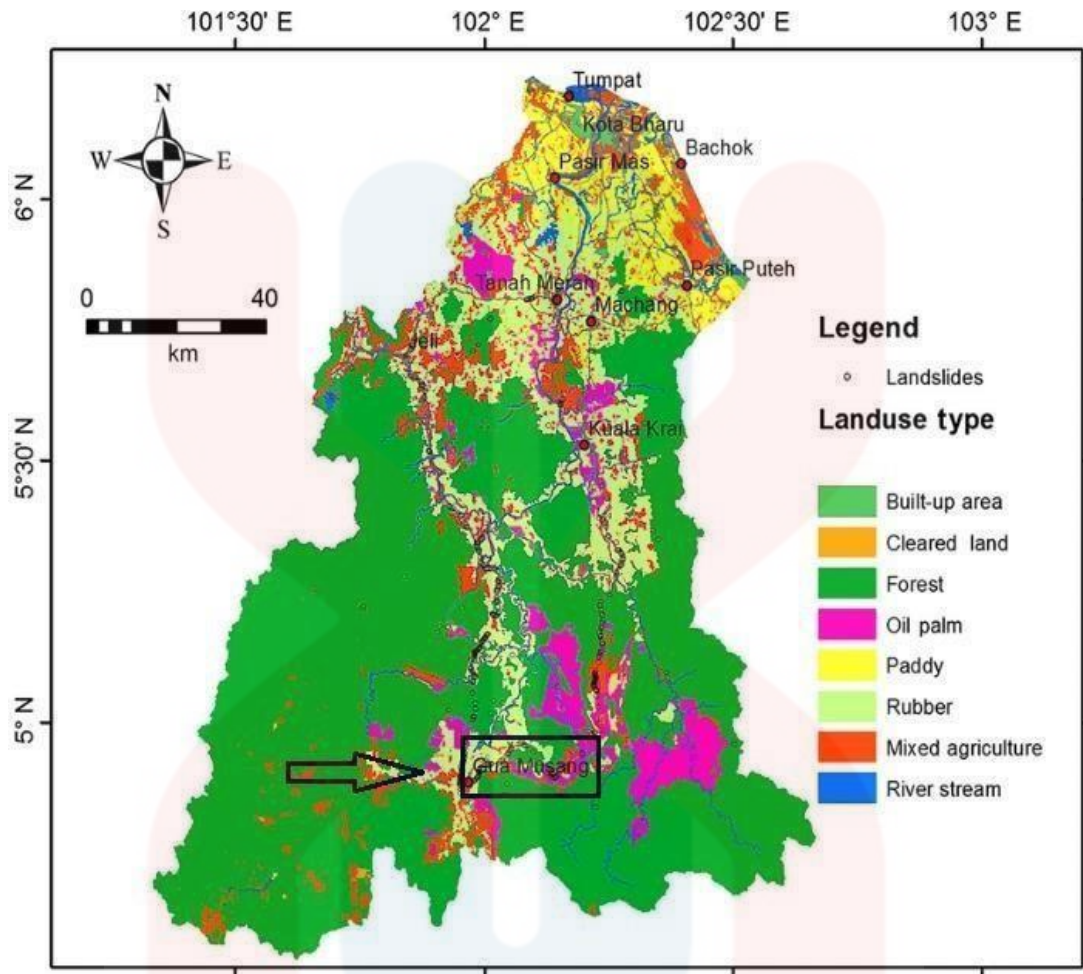 101°30' E
102° E
102°30' E
103° E
N
W
E
S
0
40
km
6° N
5°30' N
5° N
Tumpat
Kota Bharu
Bachok
Pasir Mas
Pasir Puteh
Tanah Merah
Machang
Jeli
Kuala Krai
Gua Musang
Legend
Landslides
Landuse type
Built-up area
Cleared land
Forest
Oil palm
Paddy
Rubber
Mixed agriculture
River stream